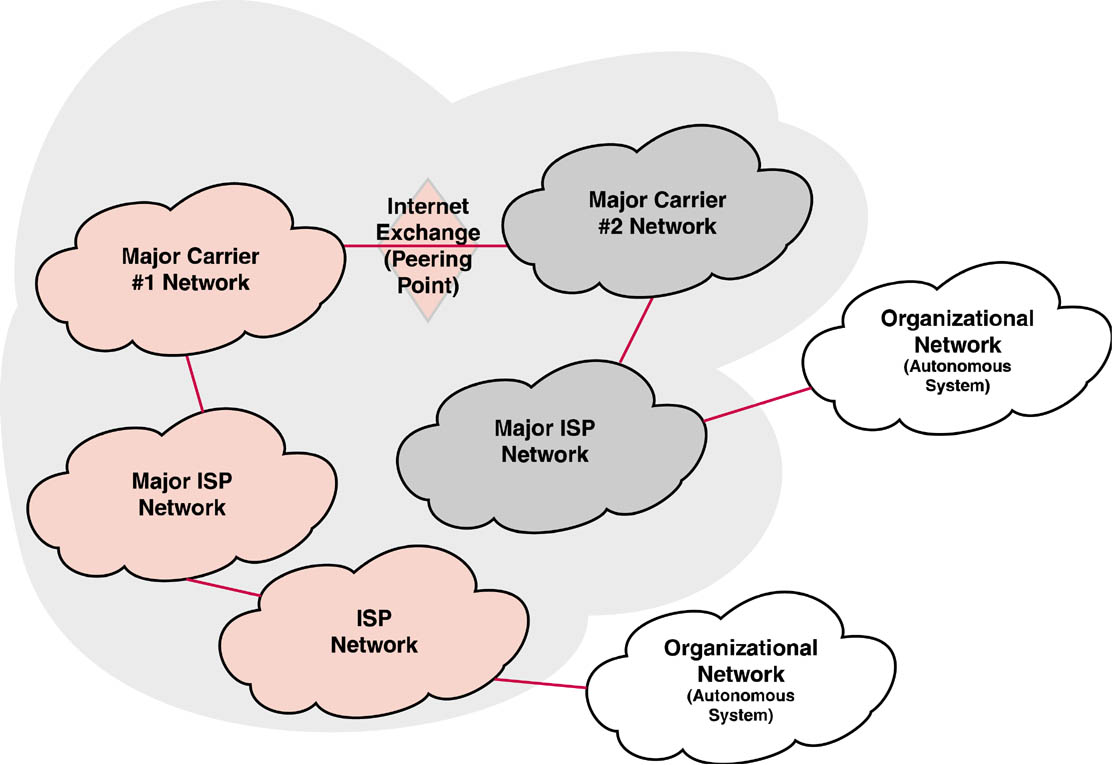 Internet
Exchange
(Peering
Point)
Major Carrier
#2 Network
Major Carrier
#1 Network
Organizational
Network
(Autonomous
System)
Major ISP
Network
Major ISP
Network
ISP
Network
Organizational
Network
(Autonomous
System)